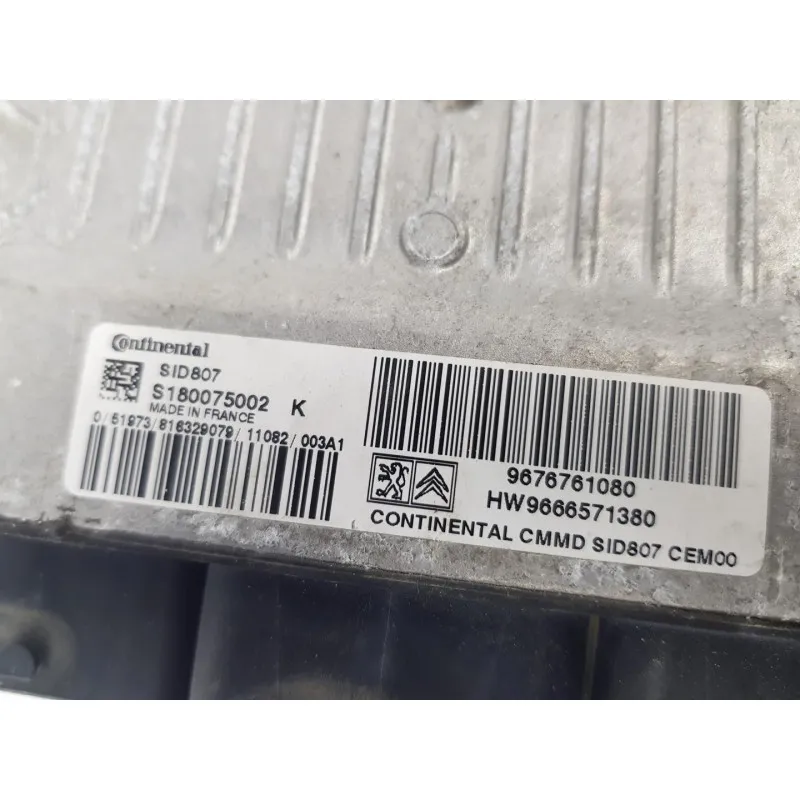 Continental
SID807
S180075002 K
MADE IN FRANCE
0/51973/816329079/11082/003A1
9676761080
HW9666571380
CONTINENTAL CMMD SID807 CEM00